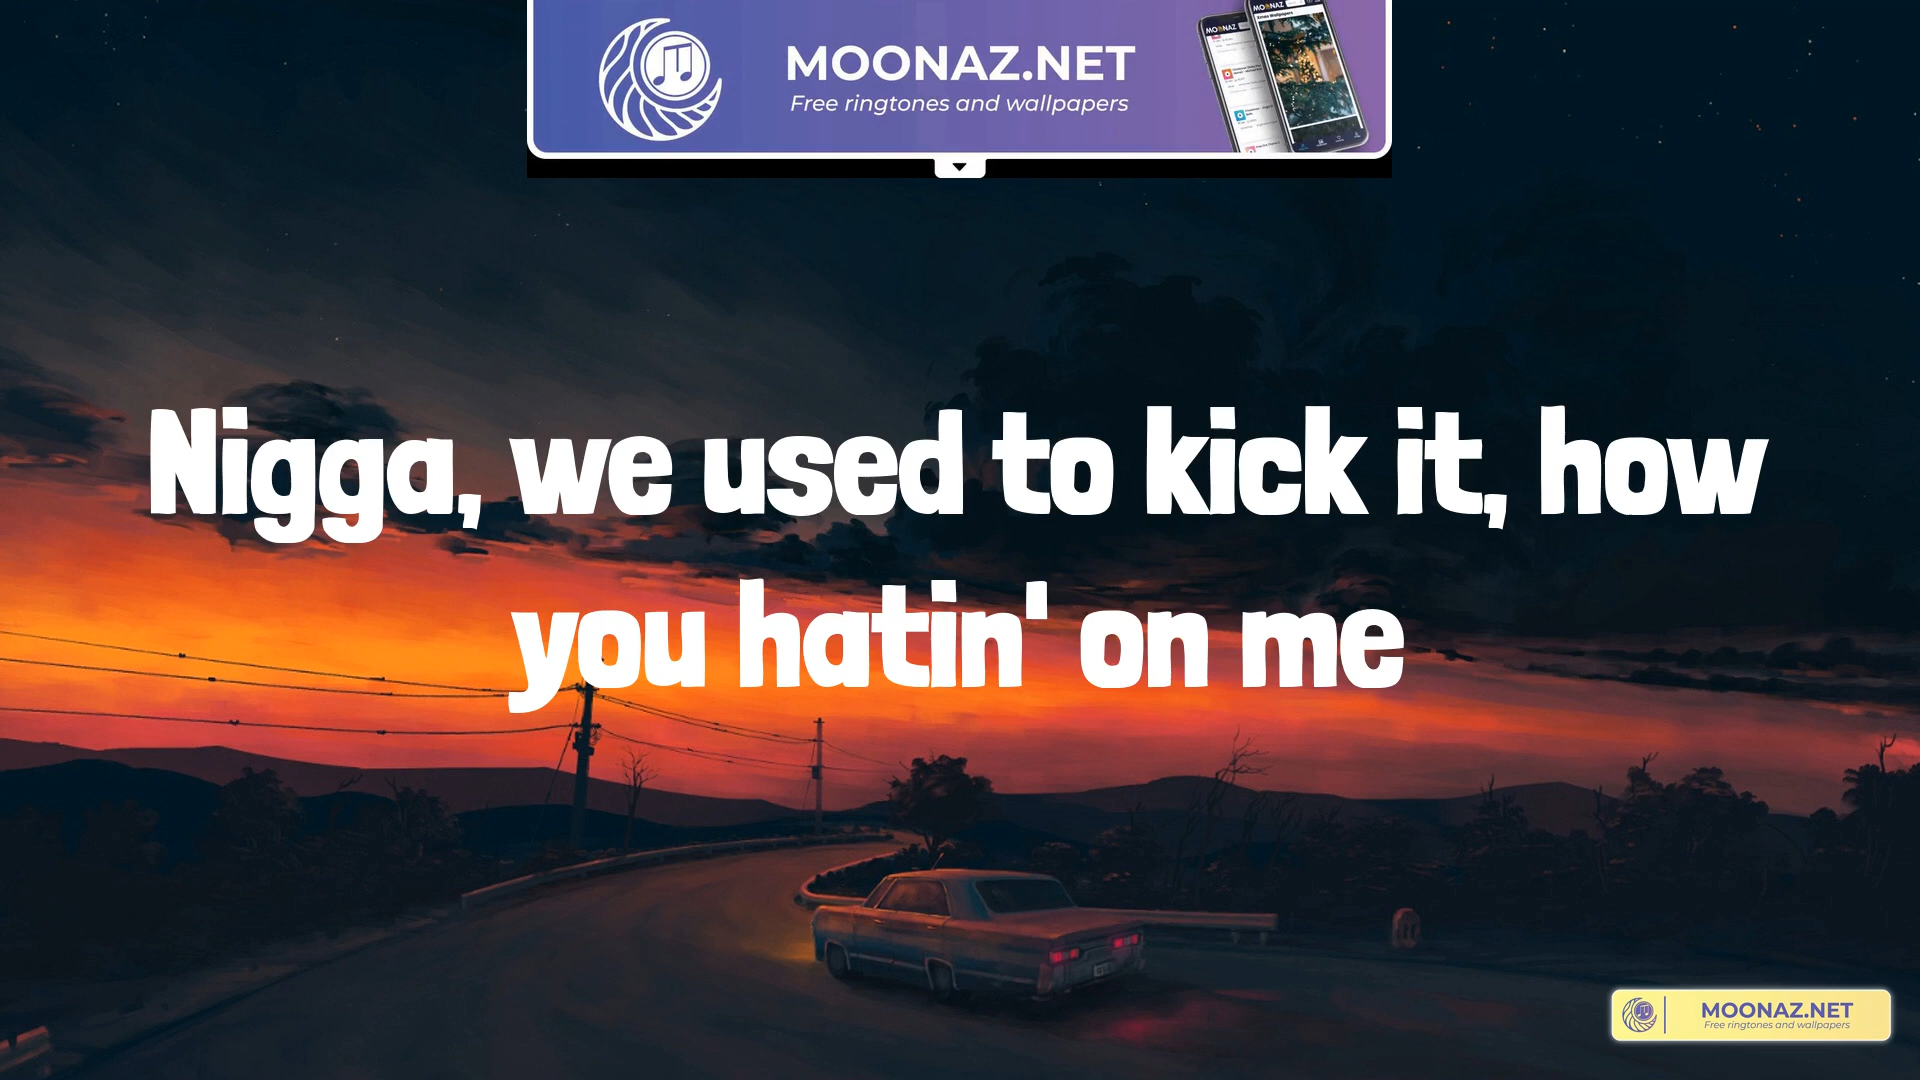 MOONAZ.NET
Free ringtones and wallpapers
Nigga, we used to kick it, how
you hatin' on me
MOONAZ.NET
Free ringtones and wallpapers